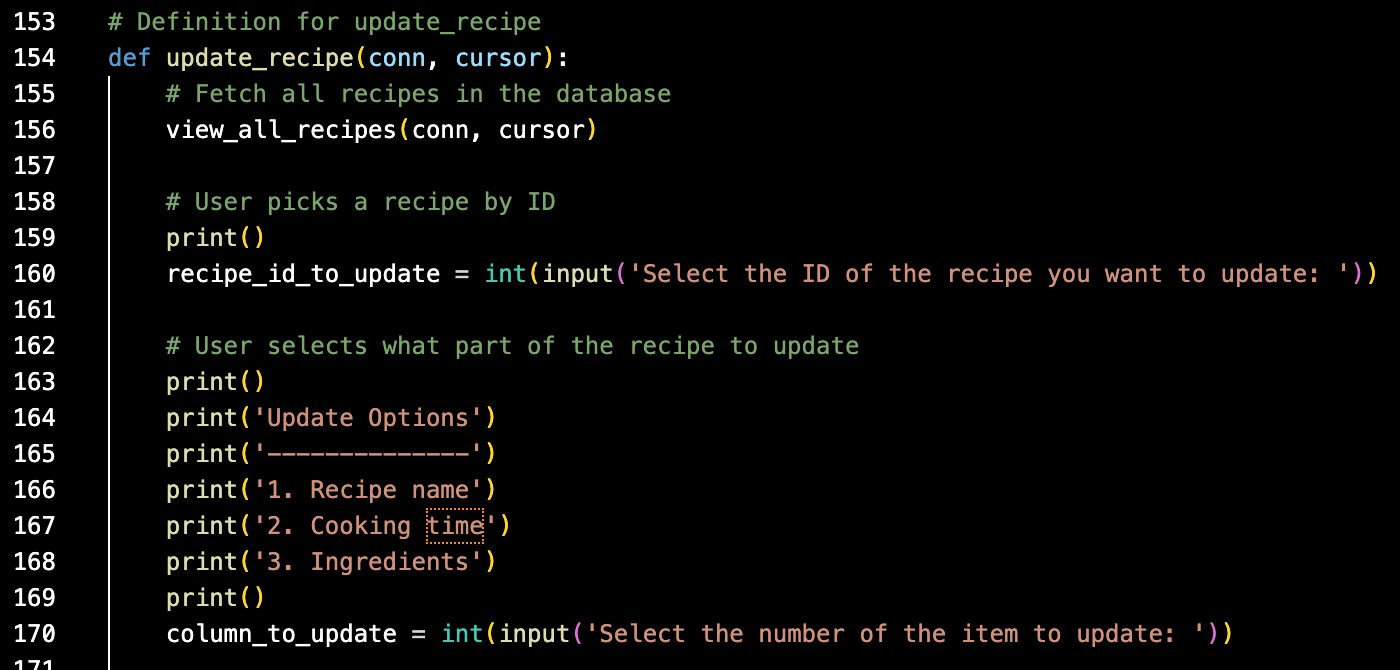 153 # Definition for update_recipe
154 def update_recipe(conn, cursor):
155     # Fetch all recipes in the database
156     view_all_recipes(conn, cursor)
157
158     # User picks a recipe by ID
159     print()
160     recipe_id_to_update = int(input('Select the ID of the recipe you want to update: '))
161
162     # User selects what part of the recipe to update
163     print()
164     print('Update Options')
165     print('--------------')
166     print('1. Recipe name')
167     print('2. Cooking time')
168     print('3. Ingredients')
169     print()
170     column_to_update = int(input('Select the number of the item to update: '))
171